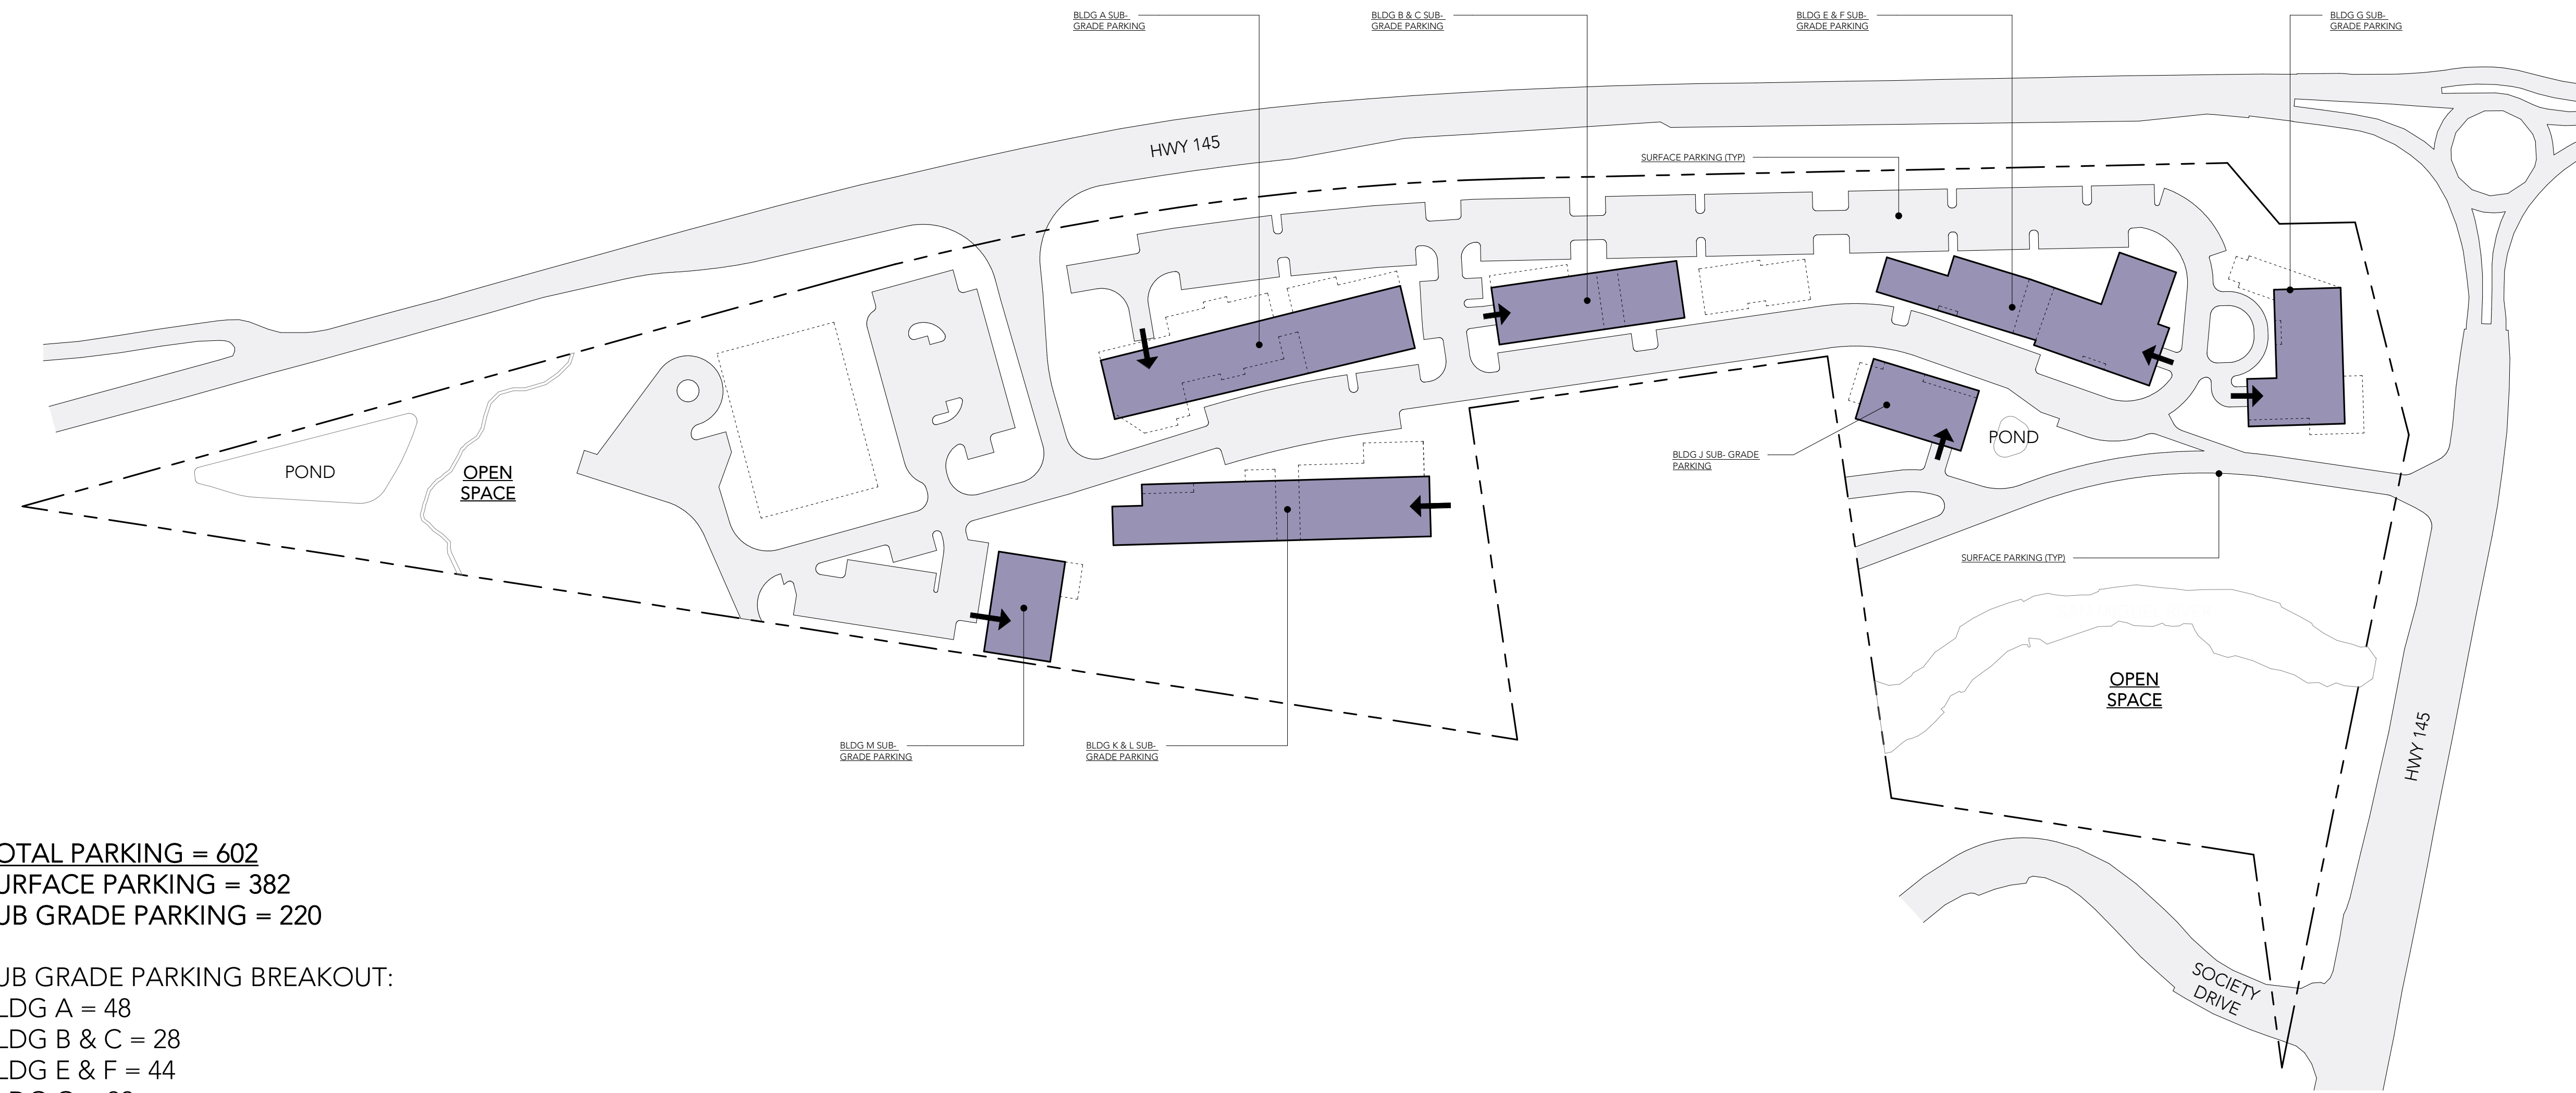 BLDG A SUB-
GRADE PARKING
BLDG B & C SUB-
GRADE PARKING
BLDG E & F SUB-
GRADE PARKING
BLDG G SUB-
GRADE PARKING
HWY 145
SURFACE PARKING (TYP)
POND
OPEN
SPACE
POND
BLDG J SUB- GRADE
PARKING
SURFACE PARKING (TYP)
OPEN
SPACE
HWY 145
BLDG M SUB-
GRADE PARKING
BLDG K & L SUB-
GRADE PARKING
SOCIETY
DRIVE
OTAL PARKING = 602
URFACE PARKING = 382
UB GRADE PARKING = 220
UB GRADE PARKING BREAKOUT:
LDG A = 48
LDG B & C = 28
LDG E & F = 44